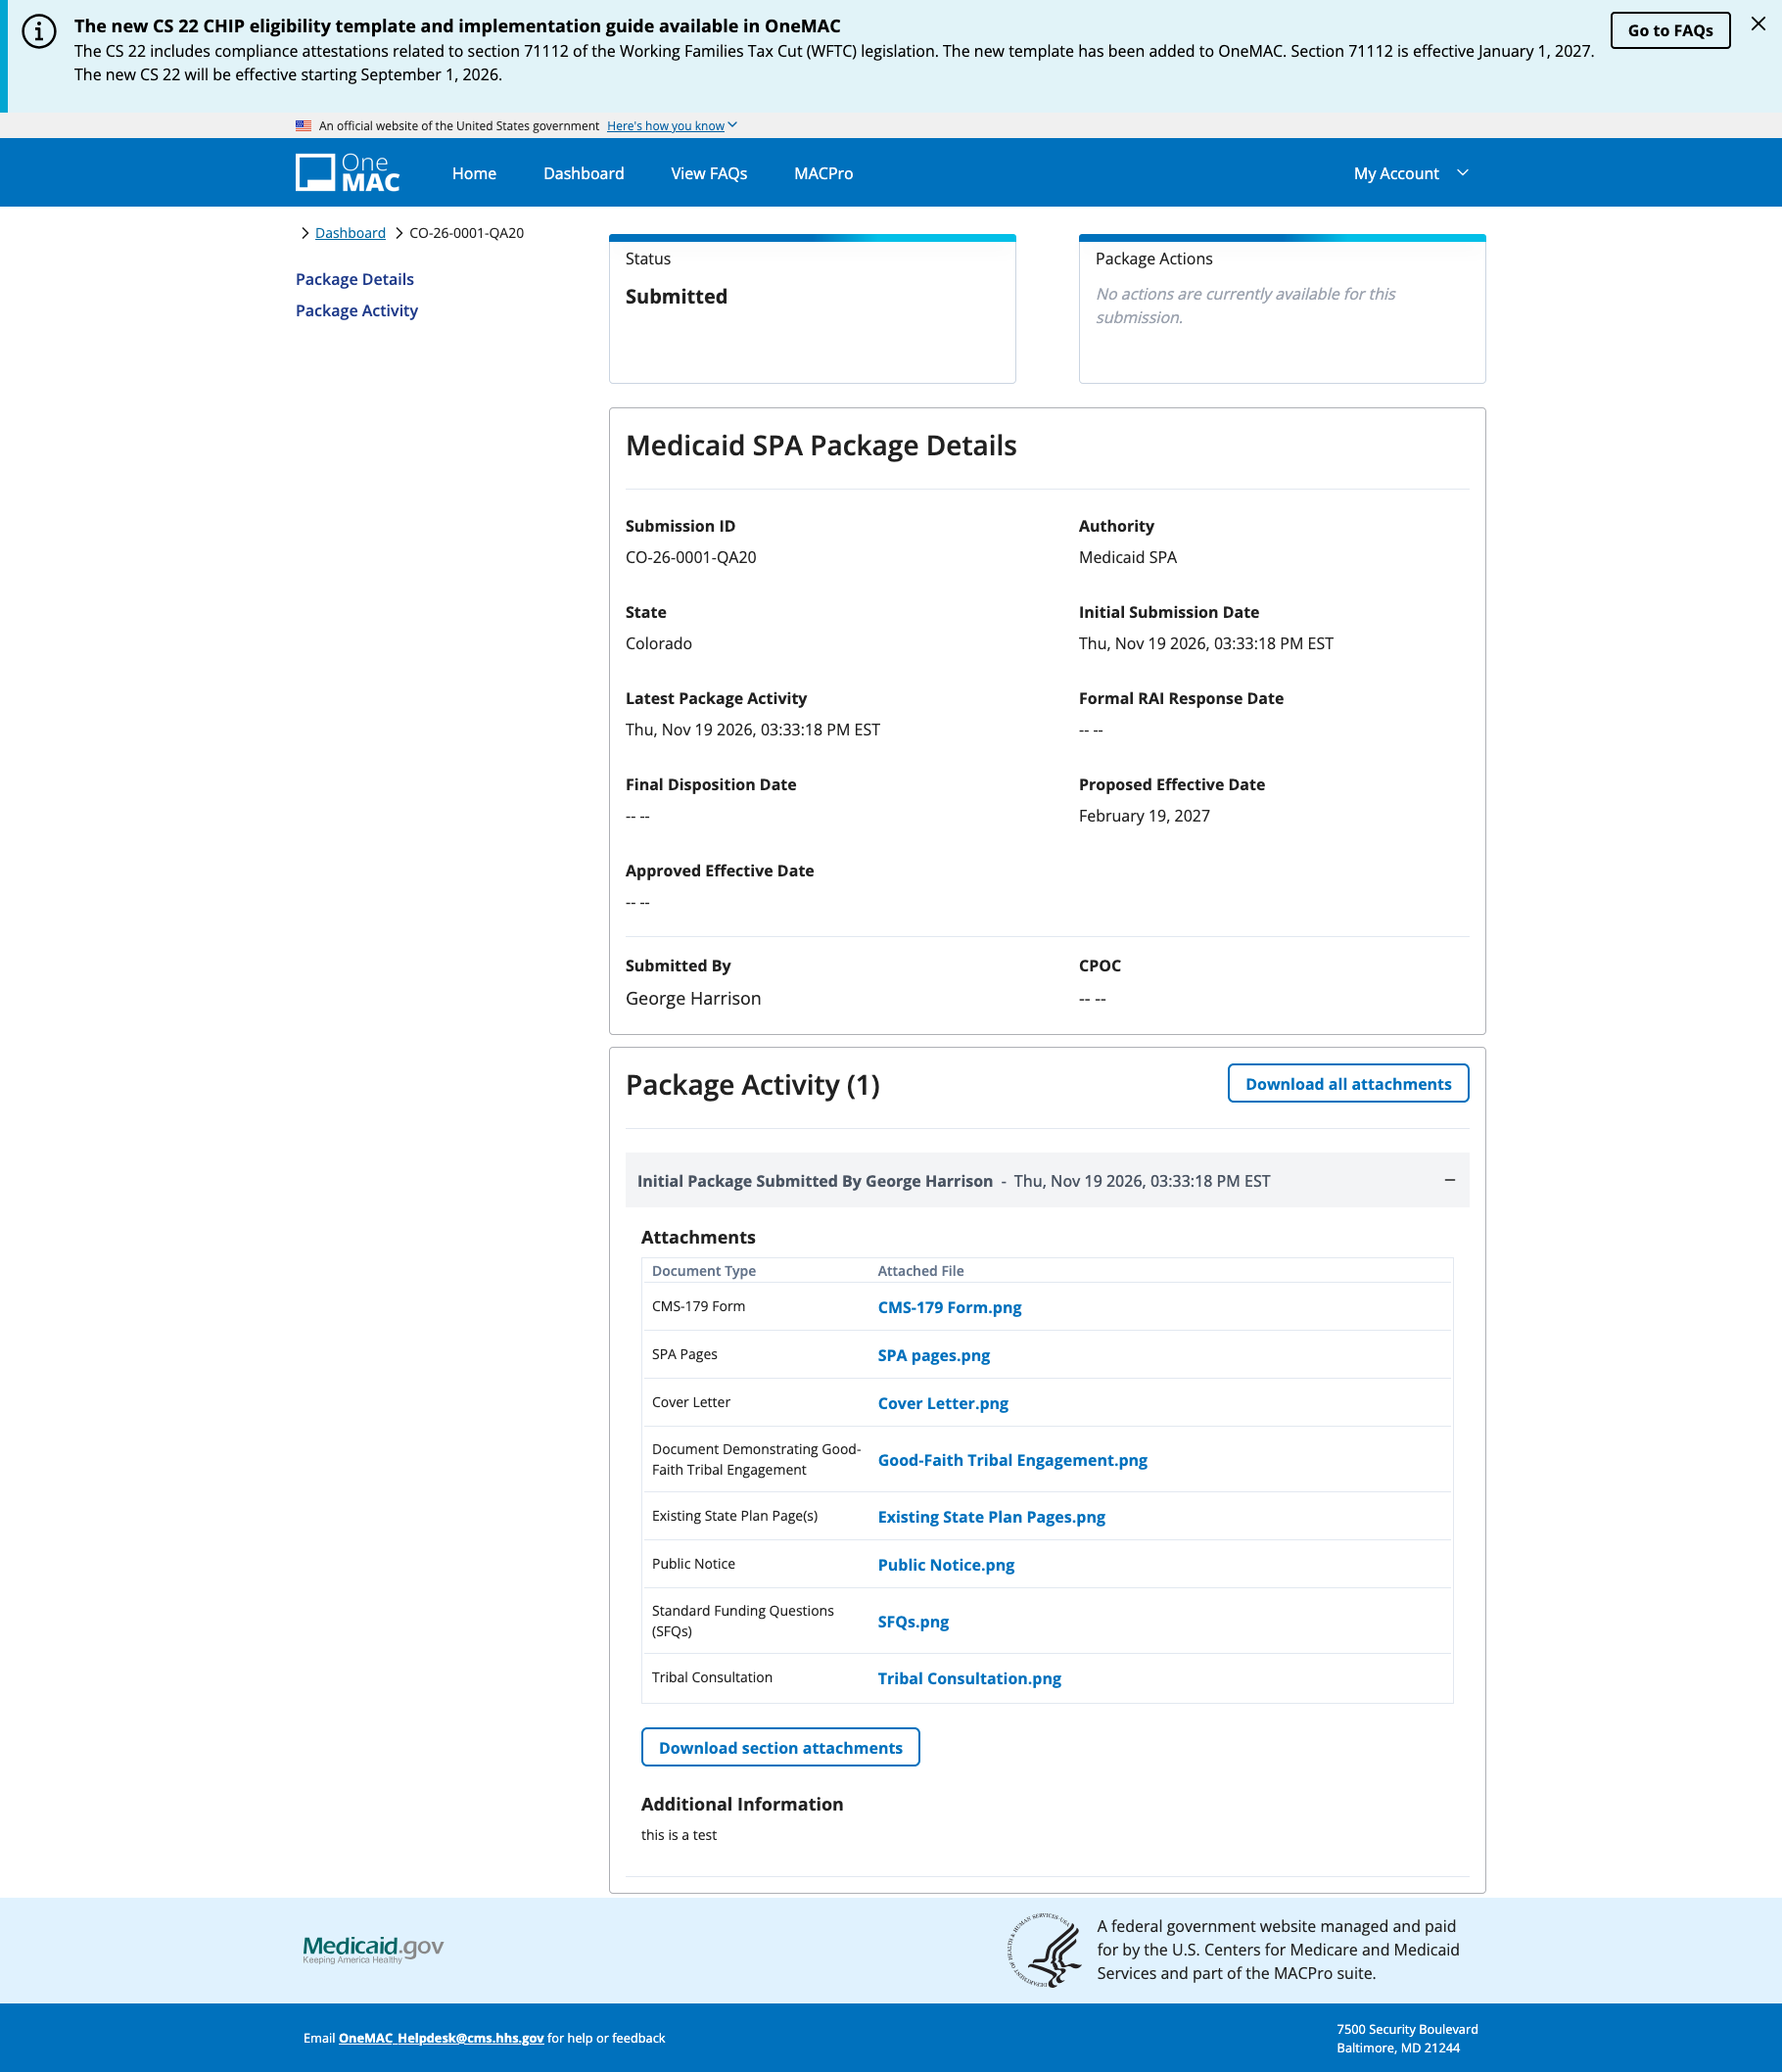 The new CS 22 CHIP eligibility template and implementation guide available in OneMAC
The CS 22 includes compliance attestations related to section 71112 of the Working Families Tax Cut (WFTC) legislation. The new template has been added to OneMAC. Section 71112 is effective January 1, 2027.
The new CS 22 will be effective starting September 1, 2026.
Go to FAQs
An official website of the United States government Here's how you know
One
MAC
Home
Dashboard
View FAQs
MACPro
My Account
Dashboard
CO-26-0001-QA20
Package Details
Package Activity
Status
Submitted
Package Actions
No actions are currently available for this
submission.
Medicaid SPA Package Details
Submission ID
CO-26-0001-QA20
Authority
Medicaid SPA
State
Colorado
Initial Submission Date
Thu, Nov 19 2026, 03:33:18 PM EST
Latest Package Activity
Thu, Nov 19 2026, 03:33:18 PM EST
Formal RAI Response Date
-- --
Final Disposition Date
-- --
Proposed Effective Date
February 19, 2027
Approved Effective Date
-- --
Submitted By
George Harrison
CPOC
-- --
Package Activity (1)
Download all attachments
Initial Package Submitted By George Harrison - Thu, Nov 19 2026, 03:33:18 PM EST
Attachments
Document Type
Attached File
CMS-179 Form
CMS-179 Form.png
SPA Pages
SPA pages.png
Cover Letter
Cover Letter.png
Document Demonstrating Good-
Faith Tribal Engagement
Good-Faith Tribal Engagement.png
Existing State Plan Page(s)
Existing State Plan Pages.png
Public Notice
Public Notice.png
Standard Funding Questions
(SFQs)
SFQs.png
Tribal Consultation
Tribal Consultation.png
Download section attachments
Additional Information
this is a test
Medicaid.gov
Keeping America Healthy
DEPARTMENT OF HEALTH & HUMAN SERVICES · USA
A federal government website managed and paid
for by the U.S. Centers for Medicare and Medicaid
Services and part of the MACPro suite.
Email OneMAC_Helpdesk@cms.hhs.gov for help or feedback
7500 Security Boulevard
Baltimore, MD 21244